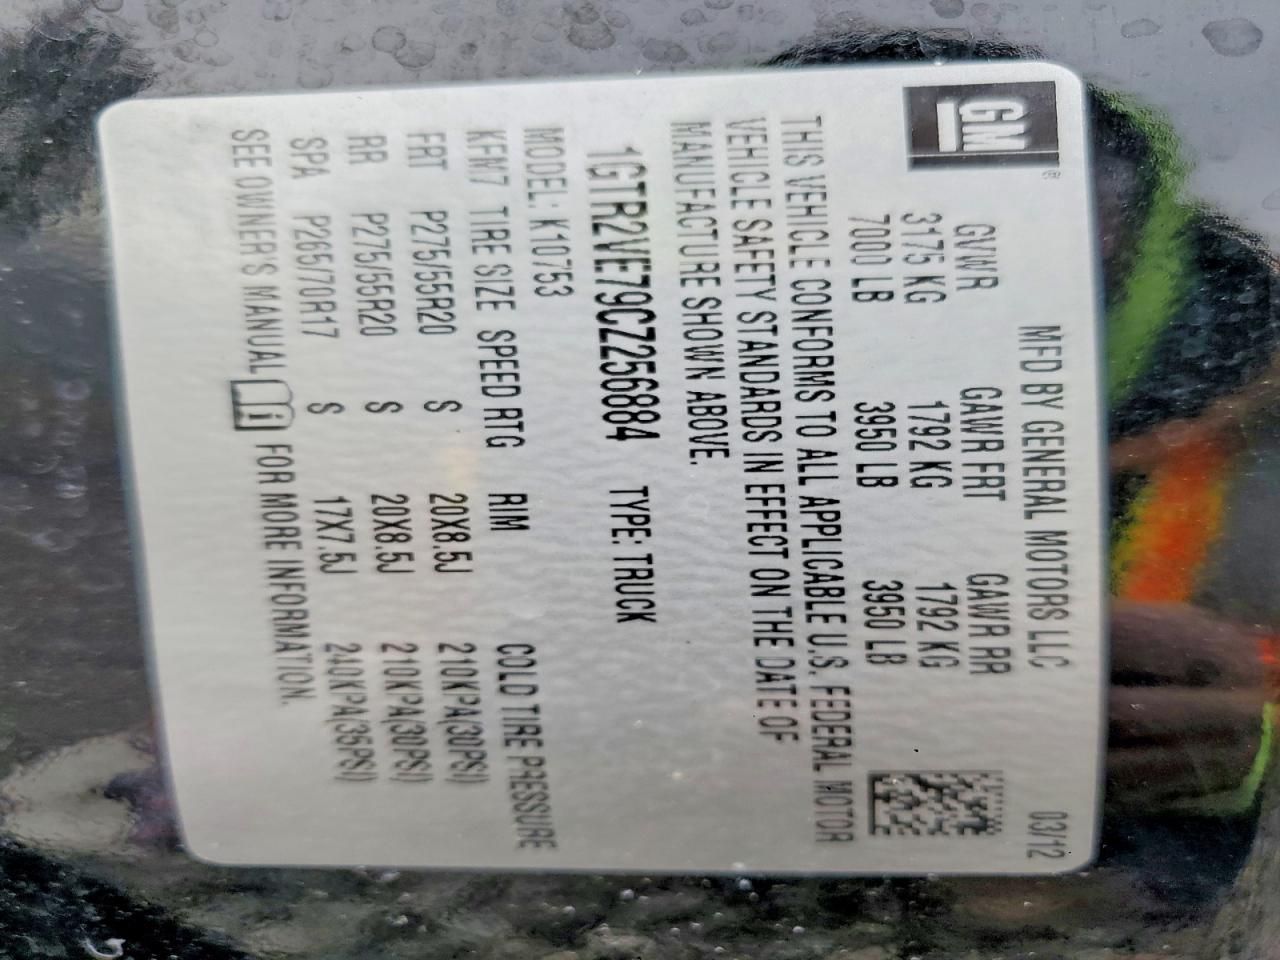 GM®
MFD BY GENERAL MOTORS LLC 03/12
GVWR GAWR FRT GAWR RR
3175 KG 1792 KG 1792 KG
7000 LB 3950 LB 3950 LB
THIS VEHICLE CONFORMS TO ALL APPLICABLE U.S. FEDERAL MOTOR
VEHICLE SAFETY STANDARDS IN EFFECT ON THE DATE OF
MANUFACTURE SHOWN ABOVE.
1GTR2VE79CZ256884 TYPE: TRUCK
MODEL: K10753
KFM7 TIRE SIZE SPEED RTG RIM COLD TIRE PRESSURE
FRT P275/55R20 S 20X8.5J 210KPA(30PSI)
RR P275/55R20 S 20X8.5J 210KPA(30PSI)
SPA P265/70R17 S 17X7.5J 240KPA(35PSI)
SEE OWNER'S MANUAL i FOR MORE INFORMATION.